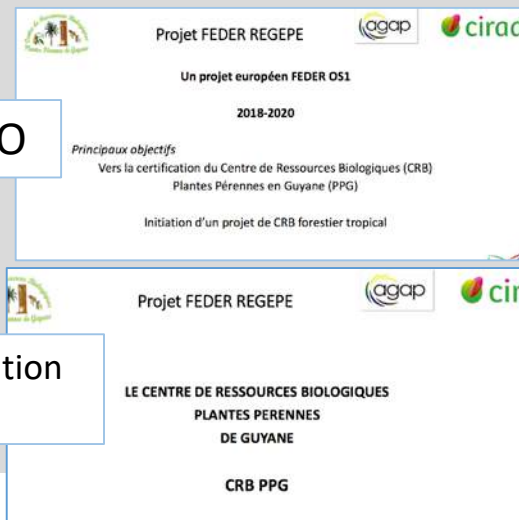 Projet FEDER REGEPE
agap
cirad
Un projet européen FEDER OS1
2018-2020
O
Principaux objectifs
Vers la certification du Centre de Ressources Biologiques (CRB)
Plantes Pérennes en Guyane (PPG)
Initiation d'un projet de CRB forestier tropical
Projet FEDER REGEPE
agap
cir
tion
LE CENTRE DE RESSOURCES BIOLOGIQUES
PLANTES PERENNES
DE GUYANE
CRB PPG